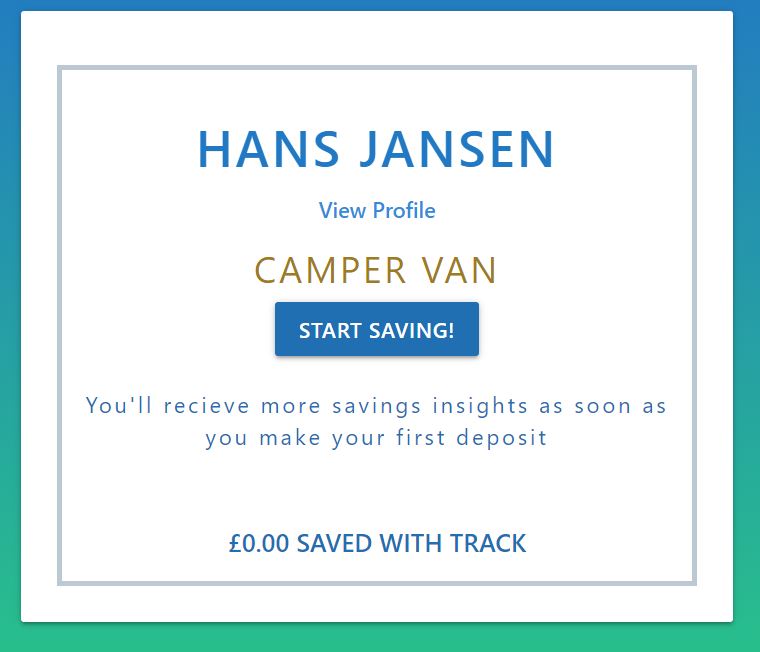 HANS JANSEN
View Profile
CAMPER VAN
START SAVING!
You'll recieve more savings insights as soon as
you make your first deposit
£0.00 SAVED WITH TRACK